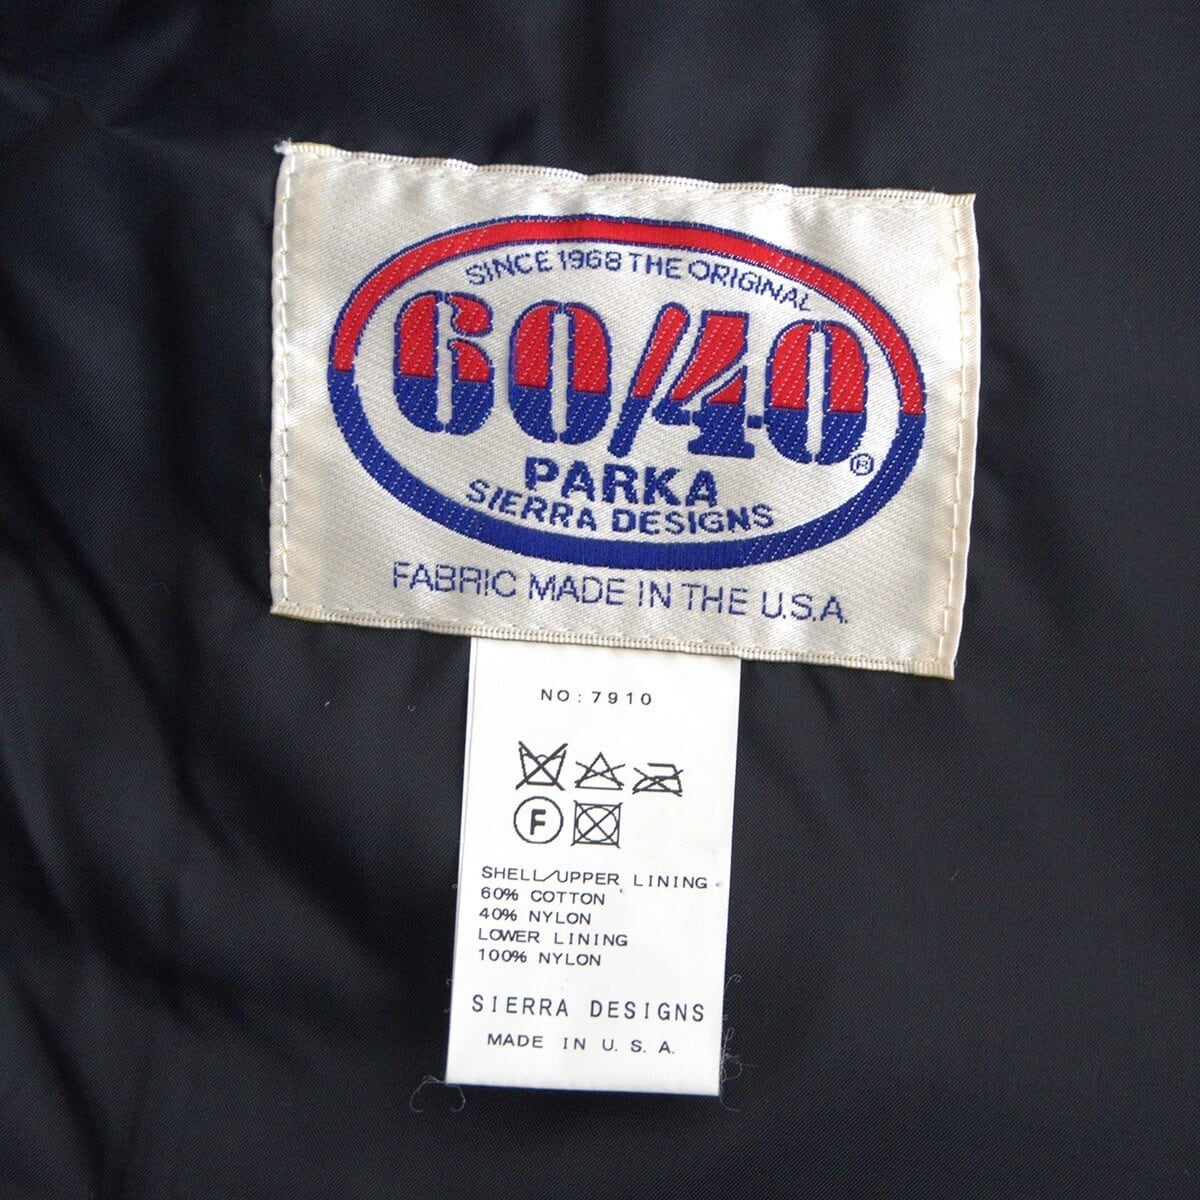 SINCE 1968 THE ORIGINAL
60/40®
PARKA
SIERRA DESIGNS
FABRIC MADE IN THE U.S.A.
NO:7910
F
SHELL/UPPER LINING
60% COTTON
40% NYLON
LOWER LINING
100% NYLON
SIERRA DESIGNS
MADE IN U.S.A.